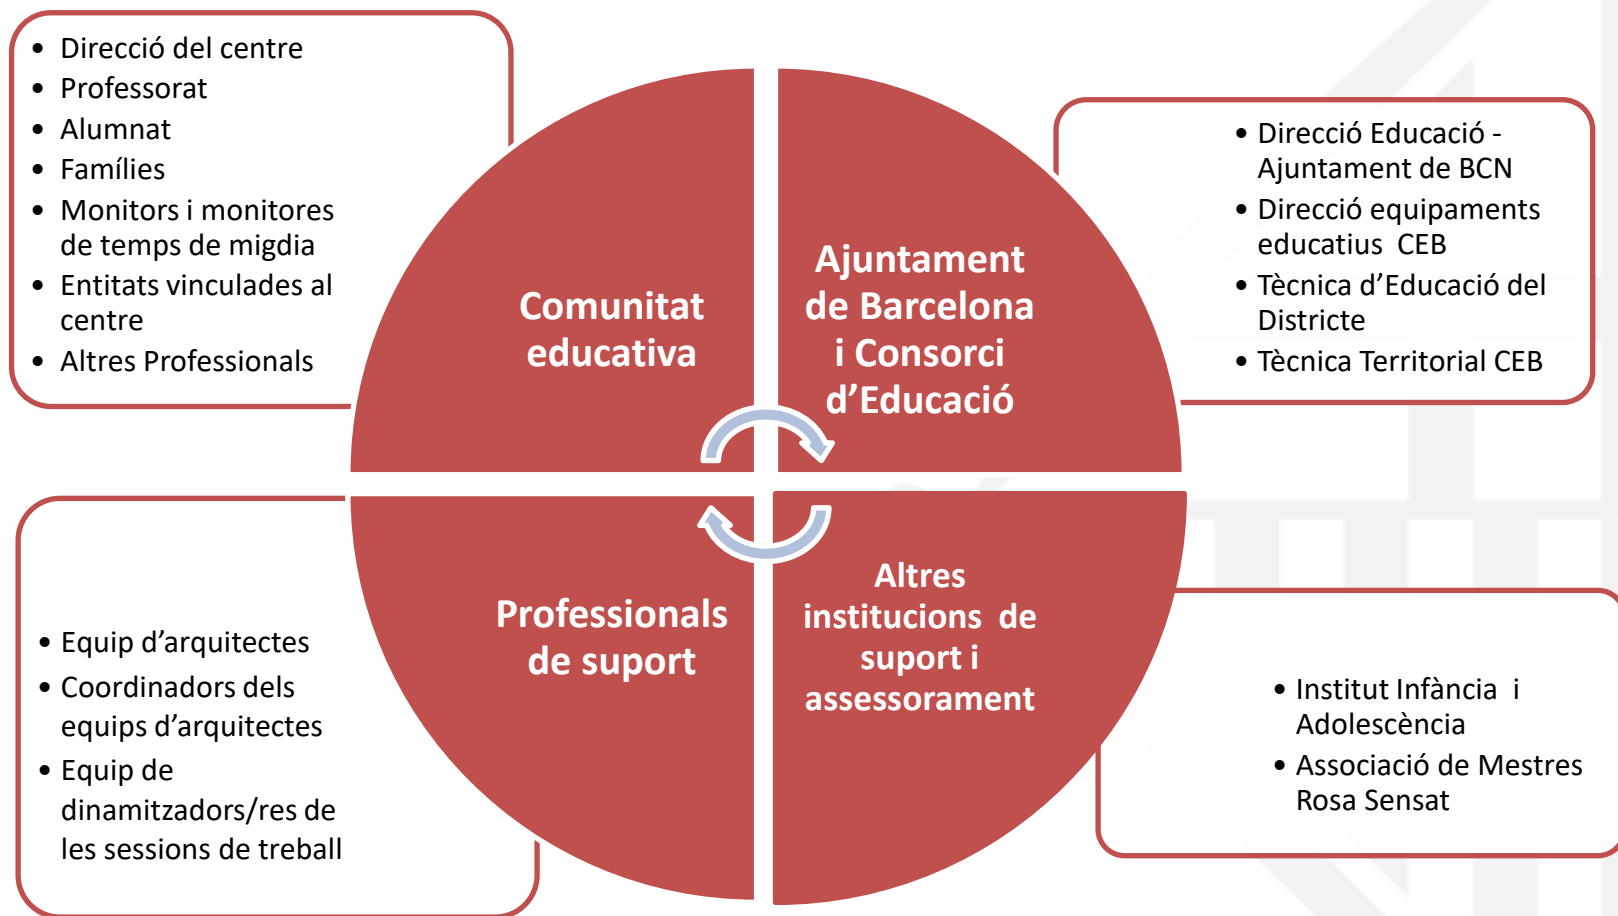 • Direcció del centre
• Professorat
• Alumnat
• Famílies
• Monitors i monitores
de temps de migdia
• Entitats vinculades al
centre
• Altres Professionals
Comunitat
educativa
Ajuntament
de Barcelona
i Consorci
d’Educació
• Direcció Educació -
Ajuntament de BCN
• Direcció equipaments
educatius CEB
• Tècnica d’Educació del
Districte
• Tècnica Territorial CEB
• Equip d’arquitectes
• Coordinadors dels
equips d’arquitectes
• Equip de
dinamitzadors/res de
les sessions de treball
Professionals
de suport
Altres
institucions de
suport i
assessorament
• Institut Infància i
Adolescència
• Associació de Mestres
Rosa Sensat